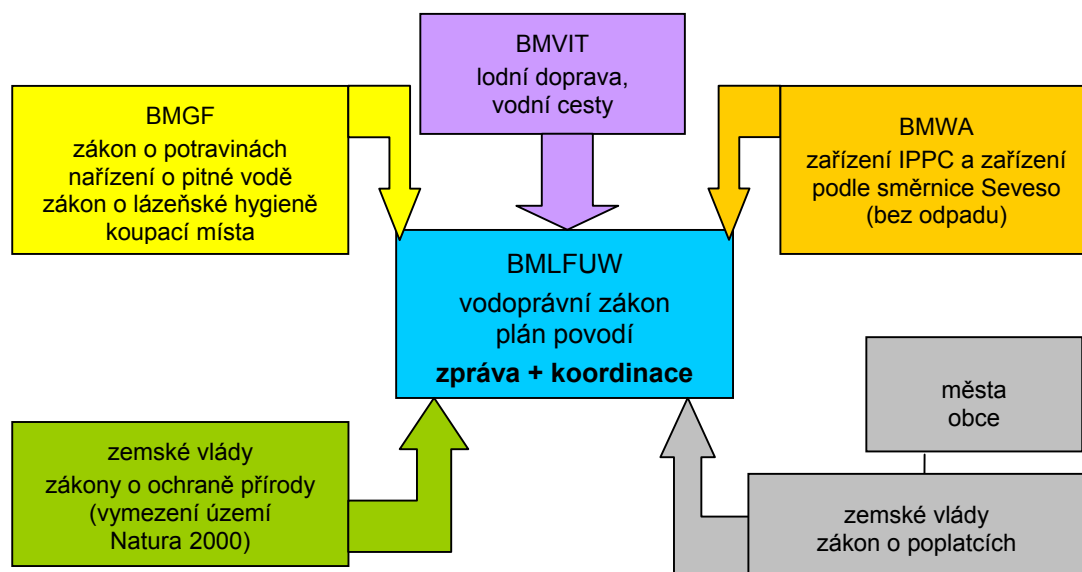 BMVIT
lodní doprava,
vodní cesty
BMGF
zákon o potravinách
nařízení o pitné vodě
zákon o lázeňské hygieně
koupací místa
BMWA
zařízení IPPC a zařízení
podle směrnice Seveso
(bez odpadu)
BMLFUW
vodoprávní zákon
plán povodí
zpráva + koordinace
města
obce
zemské vlády
zákony o ochraně přírody
(vymezení území
Natura 2000)
zemské vlády
zákon o poplatcích